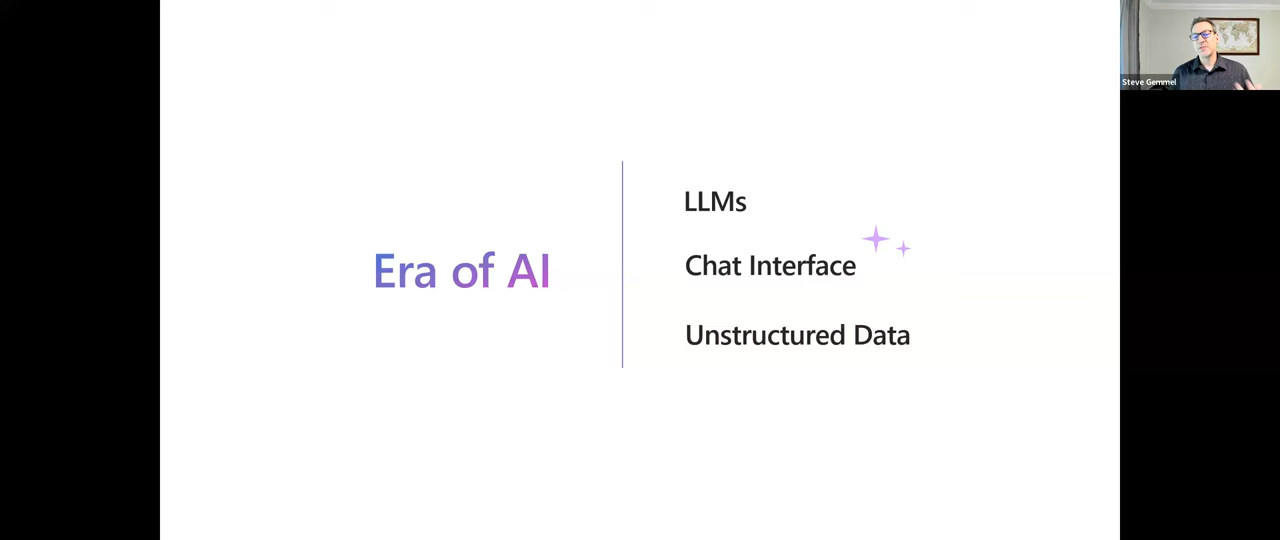 Era of AI
LLMs
Chat Interface
Unstructured Data
Steve Gemmel